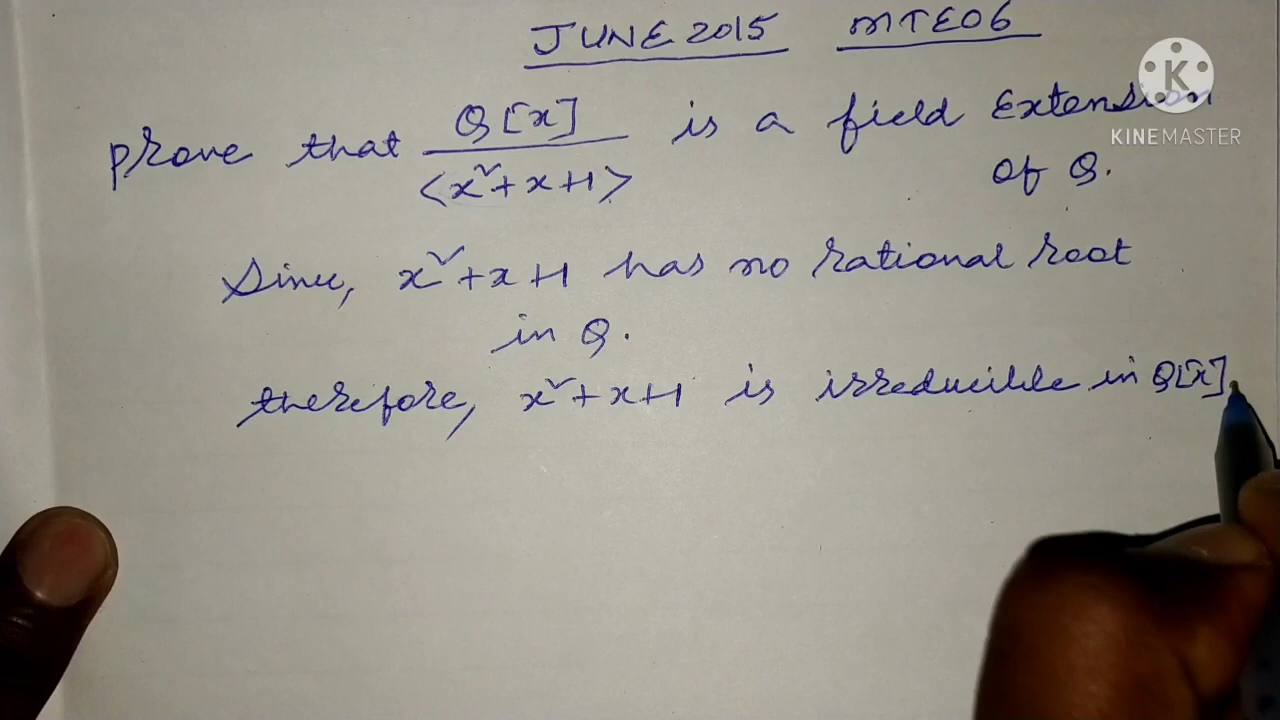 JUNE 2015 MTE06
K
KINEMASTER
prove that Q[x] / <x²+x+1> is a field Extension
of Q.
Since, x²+x+1 has no rational root
in Q.
therefore, x²+x+1 is irreducible in Q[x]